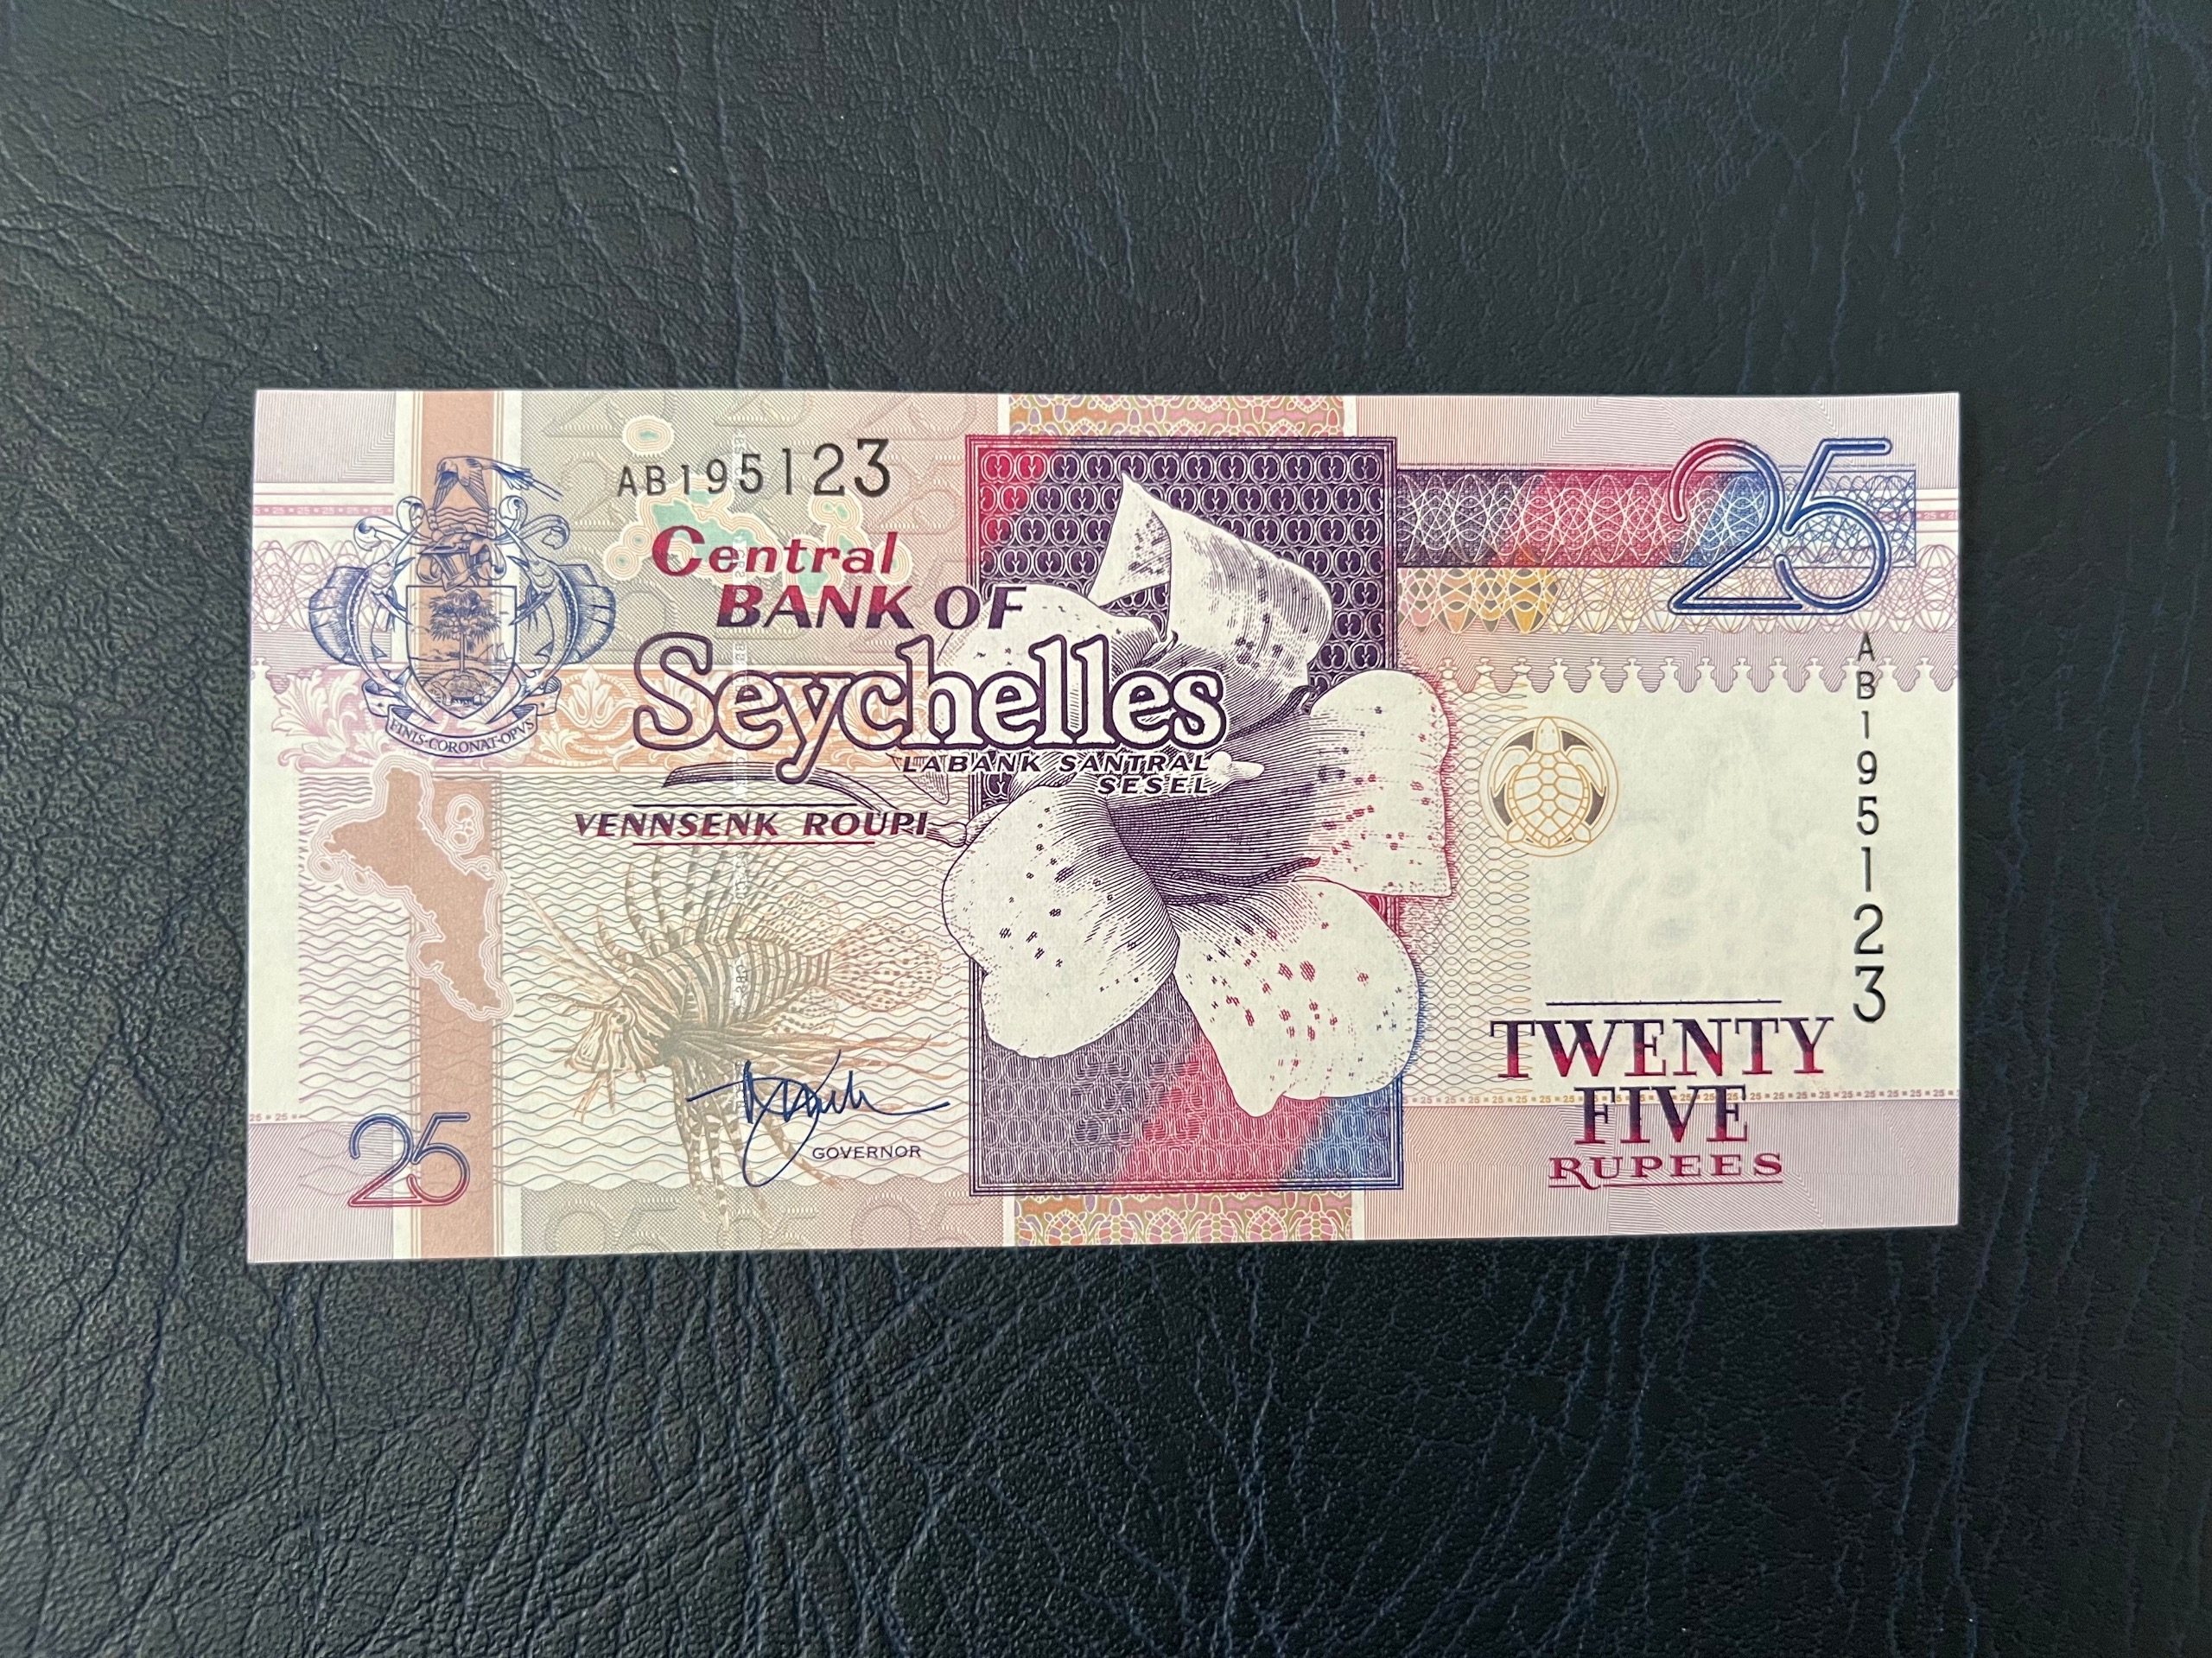 AB195123
Central
BANK OF
Seychelles
LABANK SANTRAL
SESEL
VENNSENK ROUPI
FINIS·CORONAT·OPVS
25
GOVERNOR
25
AB195123
TWENTY
FIVE
RUPEES